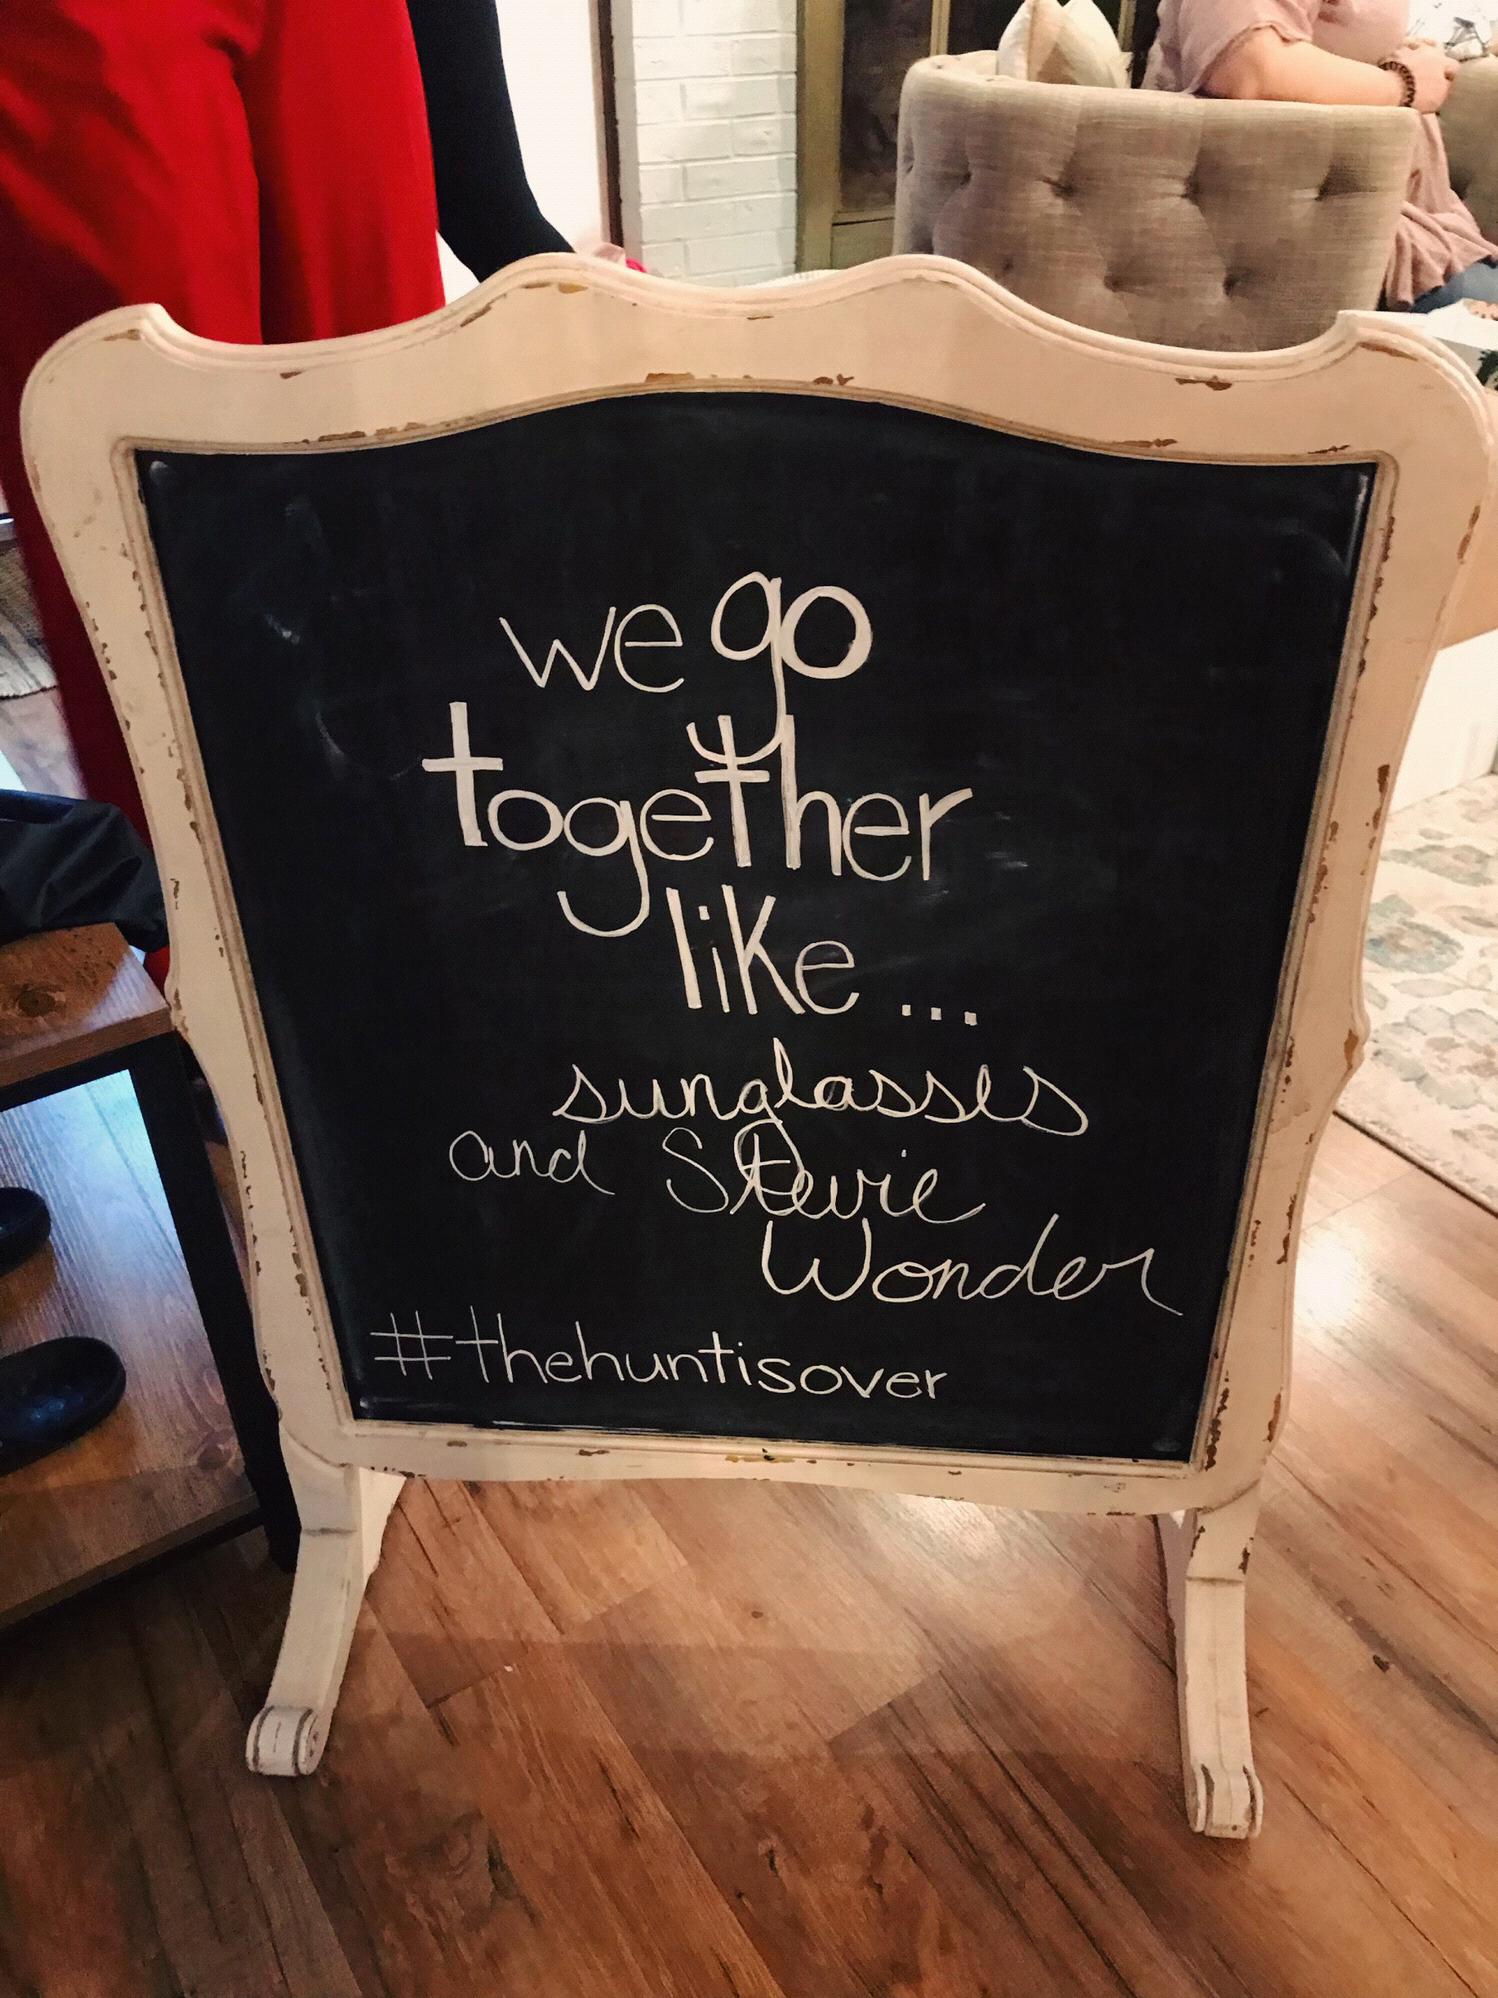 we go
together
like...
sunglasses
and Stevie
Wonder
#thehuntisover